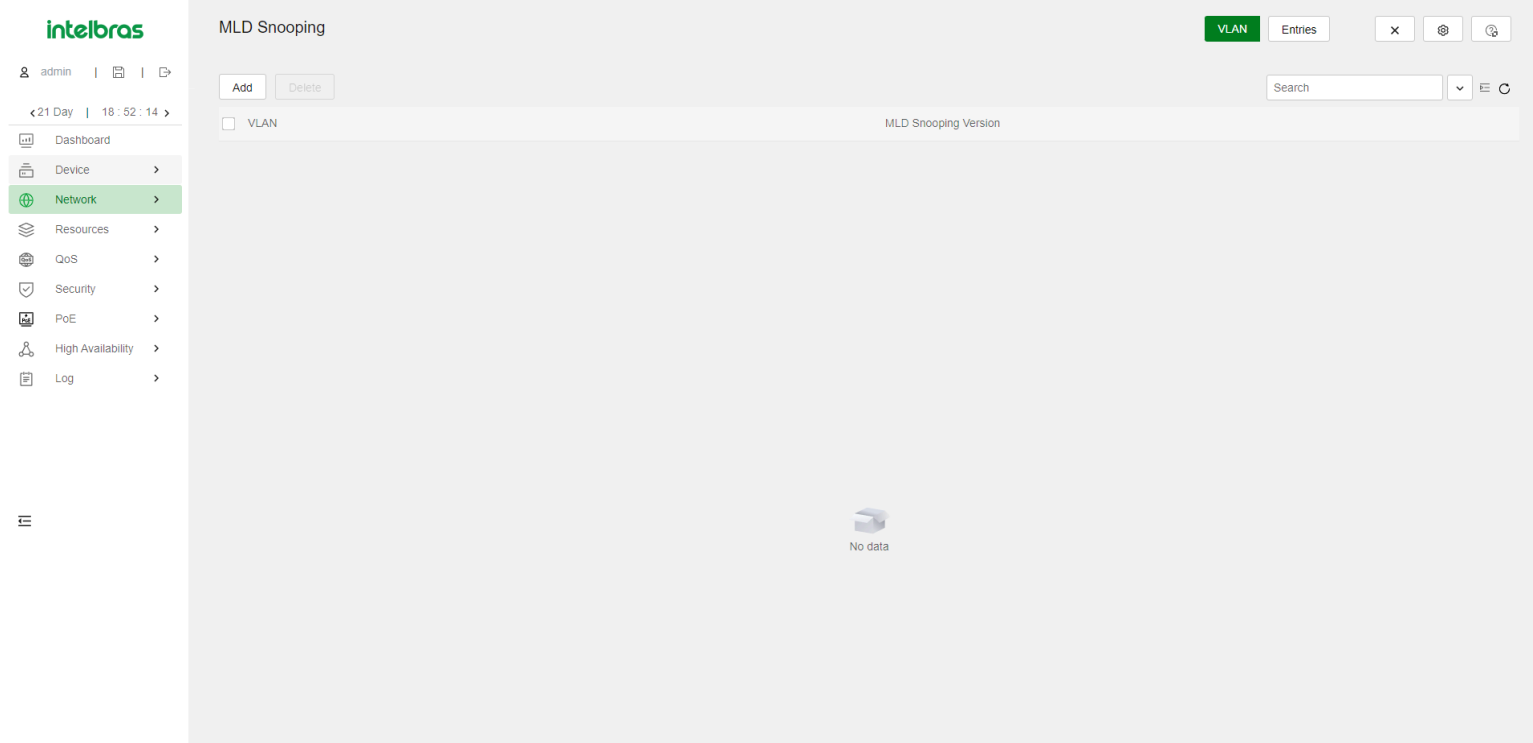 intelbras
MLD Snooping
VLAN
Entries
admin
Add
Delete
Search
21 Day | 18 : 52 : 14
VLAN
MLD Snooping Version
Dashboard
Device
Network
Resources
QoS
Security
PoE
High Availability
Log
No data